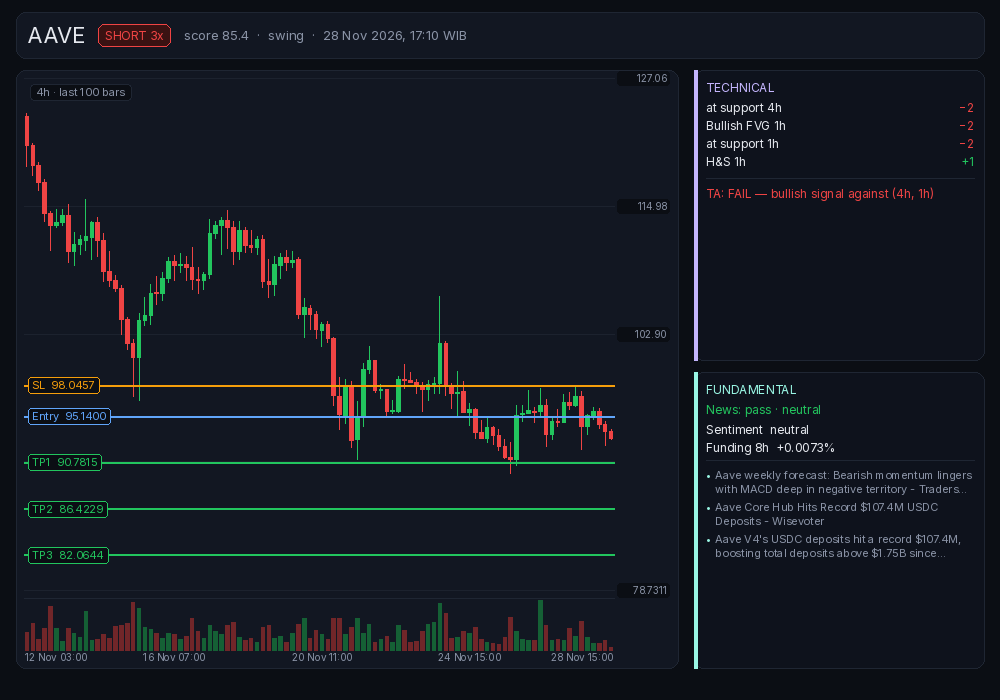 AAVE SHORT 3x score 85.4 · swing · 28 Nov 2026, 17:10 WIB
4h · last 100 bars
127.06
114.98
102.90
78.7311
SL 98.0457
Entry 95.1400
TP1 90.7815
TP2 86.4229
TP3 82.0644
12 Nov 03:00 16 Nov 07:00 20 Nov 11:00 24 Nov 15:00 28 Nov 15:00
TECHNICAL
at support 4h −2
Bullish FVG 1h −2
at support 1h −2
H&S 1h +1
TA: FAIL — bullish signal against (4h, 1h)
FUNDAMENTAL
News: pass · neutral
Sentiment neutral
Funding 8h +0.0073%
• Aave weekly forecast: Bearish momentum lingers
with MACD deep in negative territory - Traders...
• Aave Core Hub Hits Record $107.4M USDC
Deposits - Wisevoter
• Aave V4's USDC deposits hit a record $107.4M,
boosting total deposits above $1.75B since...